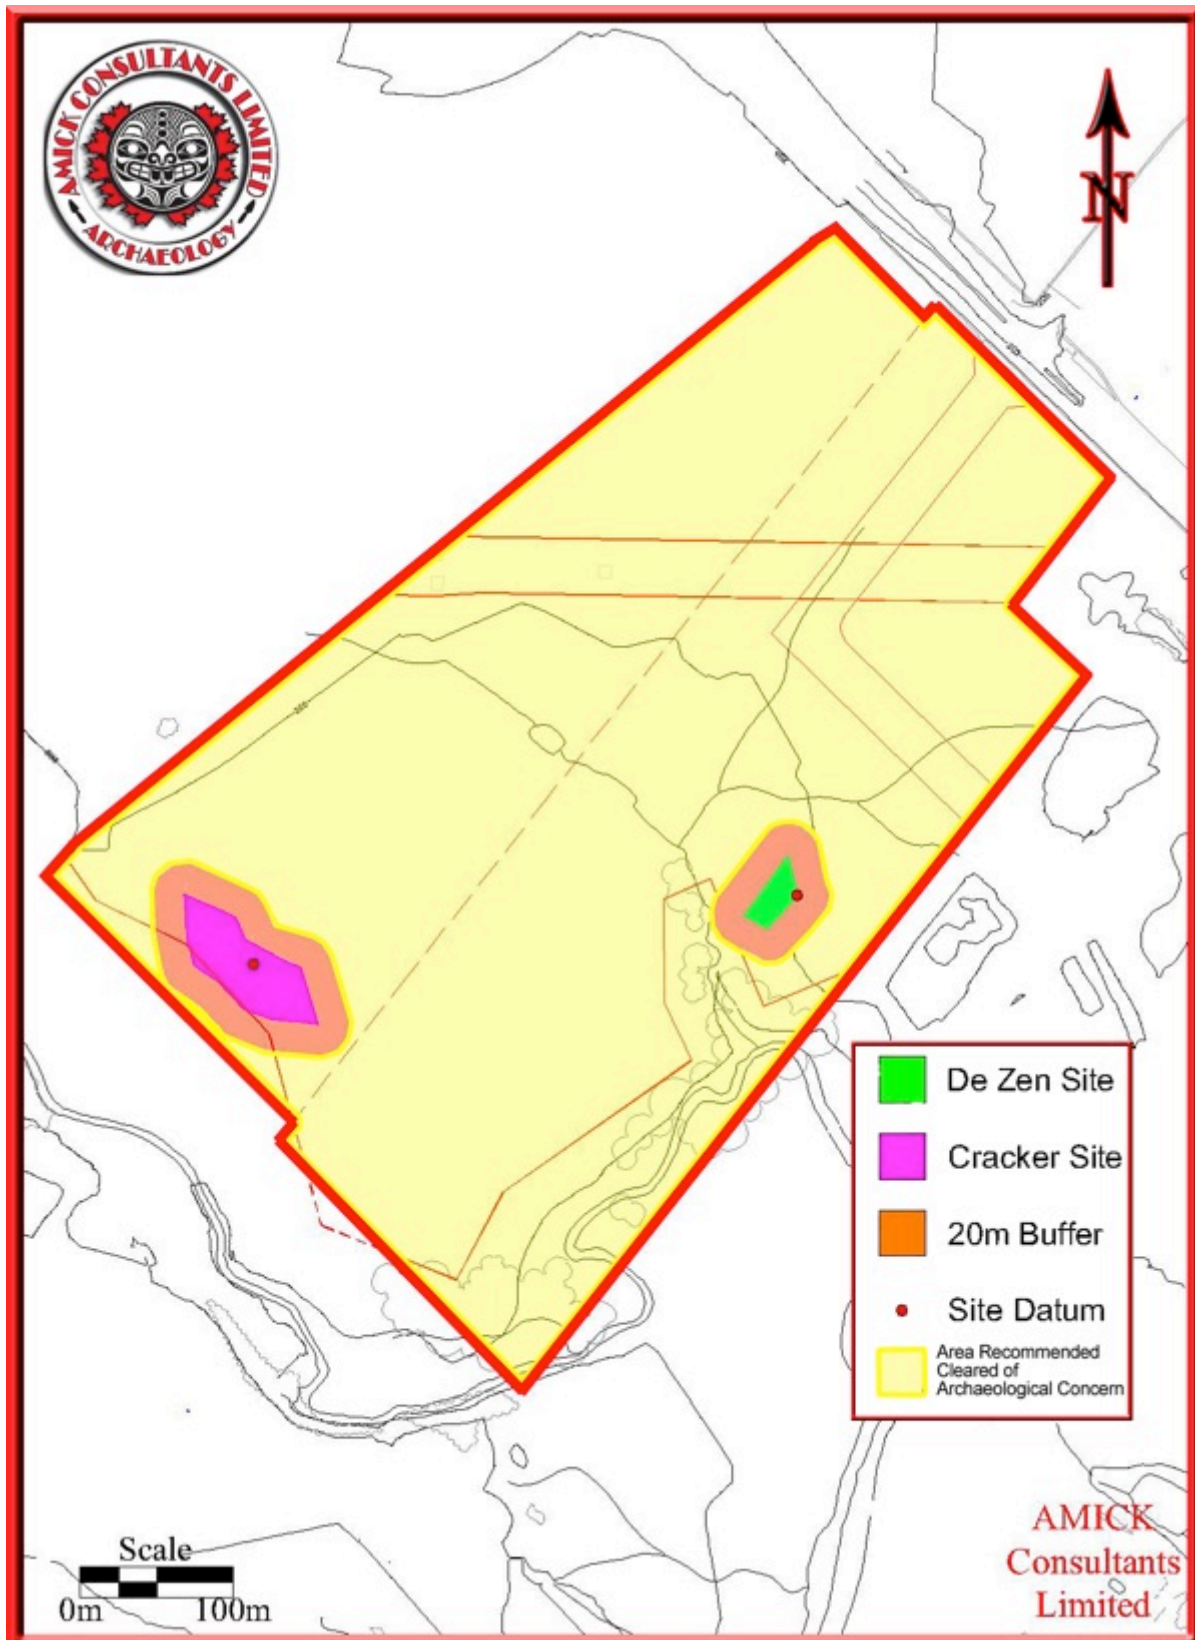 AMICK CONSULTANTS LIMITED
ARCHAEOLOGY
N
De Zen Site
Cracker Site
20m Buffer
Site Datum
Area Recommended
Cleared of
Archaeological Concern
Scale
0m
100m
AMICK
Consultants
Limited